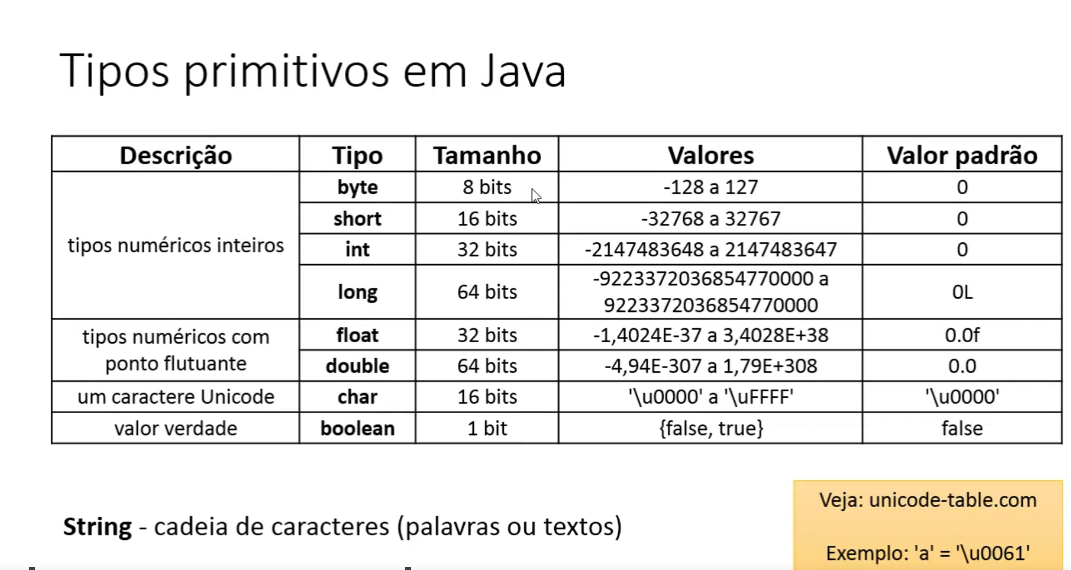 Tipos primitivos em Java
Descrição Tipo Tamanho Valores Valor padrão
tipos numéricos inteiros
byte 8 bits -128 a 127 0
short 16 bits -32768 a 32767 0
int 32 bits -2147483648 a 2147483647 0
long 64 bits -9223372036854770000 a
9223372036854770000 0L
tipos numéricos com
ponto flutuante
float 32 bits -1,4024E-37 a 3,4028E+38 0.0f
double 64 bits -4,94E-307 a 1,79E+308 0.0
um caractere Unicode char 16 bits '\u0000' a '\uFFFF' '\u0000'
valor verdade boolean 1 bit {false, true} false
String - cadeia de caracteres (palavras ou textos)
Veja: unicode-table.com
Exemplo: 'a' = '\u0061'